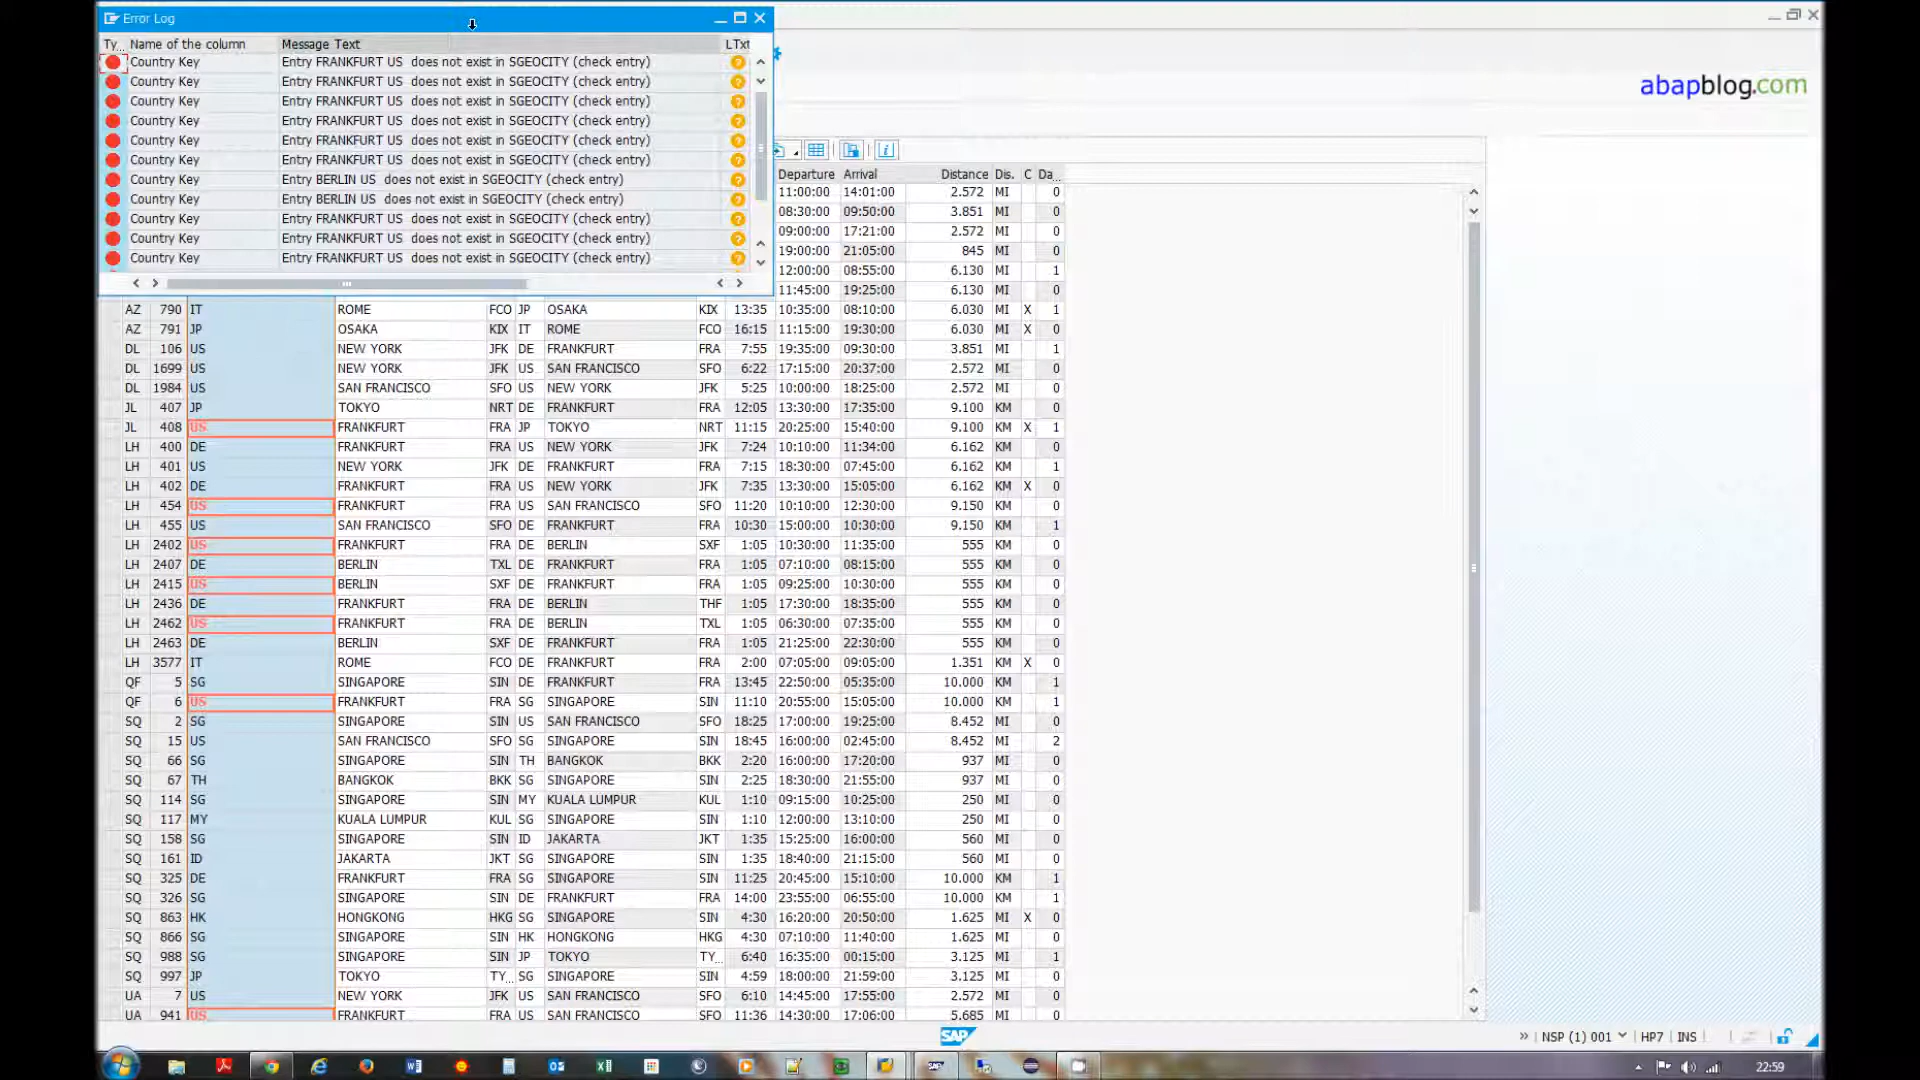 Error Log
Ty... Name of the column Message Text LTxt
Country Key Entry FRANKFURT US does not exist in SGEOCITY (check entry)
Country Key Entry FRANKFURT US does not exist in SGEOCITY (check entry)
Country Key Entry FRANKFURT US does not exist in SGEOCITY (check entry)
Country Key Entry FRANKFURT US does not exist in SGEOCITY (check entry)
Country Key Entry FRANKFURT US does not exist in SGEOCITY (check entry)
Country Key Entry FRANKFURT US does not exist in SGEOCITY (check entry)
Country Key Entry BERLIN US does not exist in SGEOCITY (check entry)
Country Key Entry BERLIN US does not exist in SGEOCITY (check entry)
Country Key Entry FRANKFURT US does not exist in SGEOCITY (check entry)
Country Key Entry FRANKFURT US does not exist in SGEOCITY (check entry)
Country Key Entry FRANKFURT US does not exist in SGEOCITY (check entry)
abapblog.com
Departure Arrival Distance Dis. C Da...
11:00:00 14:01:00 2.572 MI 0
08:30:00 09:50:00 3.851 MI 0
09:00:00 17:21:00 2.572 MI 0
19:00:00 21:05:00 845 MI 0
12:00:00 08:55:00 6.130 MI 1
11:45:00 19:25:00 6.130 MI 0
AZ 790 IT ROME FCO JP OSAKA KIX 13:35 10:35:00 08:10:00 6.030 MI X 1
AZ 791 JP OSAKA KIX IT ROME FCO 16:15 11:15:00 19:30:00 6.030 MI X 0
DL 106 US NEW YORK JFK DE FRANKFURT FRA 7:55 19:35:00 09:30:00 3.851 MI 1
DL 1699 US NEW YORK JFK US SAN FRANCISCO SFO 6:22 17:15:00 20:37:00 2.572 MI 0
DL 1984 US SAN FRANCISCO SFO US NEW YORK JFK 5:25 10:00:00 18:25:00 2.572 MI 0
JL 407 JP TOKYO NRT DE FRANKFURT FRA 12:05 13:30:00 17:35:00 9.100 KM 0
JL 408 US FRANKFURT FRA JP TOKYO NRT 11:15 20:25:00 15:40:00 9.100 KM X 1
LH 400 DE FRANKFURT FRA US NEW YORK JFK 7:24 10:10:00 11:34:00 6.162 KM 0
LH 401 US NEW YORK JFK DE FRANKFURT FRA 7:15 18:30:00 07:45:00 6.162 KM 1
LH 402 DE FRANKFURT FRA US NEW YORK JFK 7:35 13:30:00 15:05:00 6.162 KM X 0
LH 454 US FRANKFURT FRA US SAN FRANCISCO SFO 11:20 10:10:00 12:30:00 9.150 KM 0
LH 455 US SAN FRANCISCO SFO DE FRANKFURT FRA 10:30 15:00:00 10:30:00 9.150 KM 1
LH 2402 US FRANKFURT FRA DE BERLIN SXF 1:05 10:30:00 11:35:00 555 KM 0
LH 2407 DE BERLIN TXL DE FRANKFURT FRA 1:05 07:10:00 08:15:00 555 KM 0
LH 2415 US BERLIN SXF DE FRANKFURT FRA 1:05 09:25:00 10:30:00 555 KM 0
LH 2436 DE FRANKFURT FRA DE BERLIN THF 1:05 17:30:00 18:35:00 555 KM 0
LH 2462 US FRANKFURT FRA DE BERLIN TXL 1:05 06:30:00 07:35:00 555 KM 0
LH 2463 DE BERLIN SXF DE FRANKFURT FRA 1:05 21:25:00 22:30:00 555 KM 0
LH 3577 IT ROME FCO DE FRANKFURT FRA 2:00 07:05:00 09:05:00 1.351 KM X 0
QF 5 SG SINGAPORE SIN DE FRANKFURT FRA 13:45 22:50:00 05:35:00 10.000 KM 1
QF 6 US FRANKFURT FRA SG SINGAPORE SIN 11:10 20:55:00 15:05:00 10.000 KM 1
SQ 2 SG SINGAPORE SIN US SAN FRANCISCO SFO 18:25 17:00:00 19:25:00 8.452 MI 0
SQ 15 US SAN FRANCISCO SFO SG SINGAPORE SIN 18:45 16:00:00 02:45:00 8.452 MI 2
SQ 66 SG SINGAPORE SIN TH BANGKOK BKK 2:20 16:00:00 17:20:00 937 MI 0
SQ 67 TH BANGKOK BKK SG SINGAPORE SIN 2:25 18:30:00 21:55:00 937 MI 0
SQ 114 SG SINGAPORE SIN MY KUALA LUMPUR KUL 1:10 09:15:00 10:25:00 250 MI 0
SQ 117 MY KUALA LUMPUR KUL SG SINGAPORE SIN 1:10 12:00:00 13:10:00 250 MI 0
SQ 158 SG SINGAPORE SIN ID JAKARTA JKT 1:35 15:25:00 16:00:00 560 MI 0
SQ 161 ID JAKARTA JKT SG SINGAPORE SIN 1:35 18:40:00 21:15:00 560 MI 0
SQ 325 DE FRANKFURT FRA SG SINGAPORE SIN 11:25 20:45:00 15:10:00 10.000 KM 1
SQ 326 SG SINGAPORE SIN DE FRANKFURT FRA 14:00 23:55:00 06:55:00 10.000 KM 1
SQ 863 HK HONGKONG HKG SG SINGAPORE SIN 4:30 16:20:00 20:50:00 1.625 MI X 0
SQ 866 SG SINGAPORE SIN HK HONGKONG HKG 4:30 07:10:00 11:40:00 1.625 MI 0
SQ 988 SG SINGAPORE SIN JP TOKYO TY... 6:40 16:35:00 00:15:00 3.125 MI 1
SQ 997 JP TOKYO TY... SG SINGAPORE SIN 4:59 18:00:00 21:59:00 3.125 MI 0
UA 7 US NEW YORK JFK US SAN FRANCISCO SFO 6:10 14:45:00 17:55:00 2.572 MI 0
UA 941 US FRANKFURT FRA US SAN FRANCISCO SFO 11:36 14:30:00 17:06:00 5.685 MI 0
SAP
» NSP (1) 001 HP7 INS
22:59